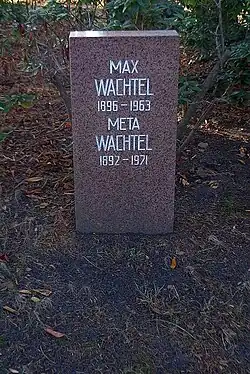 MAX
WACHTEL
1896 – 1963
META
WACHTEL
1892 – 1971